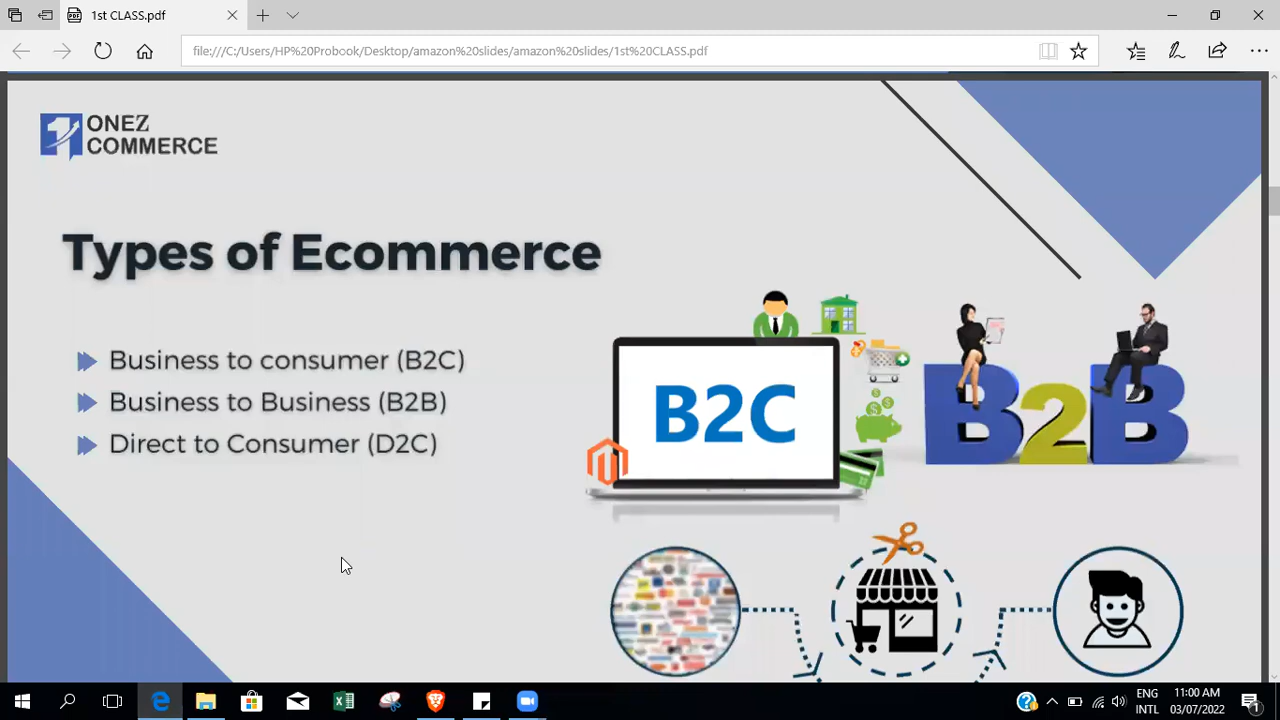 1st CLASS.pdf
file:///C:/Users/HP%20Probook/Desktop/amazon%20slides/amazon%20slides/1st%20CLASS.pdf
1 ONEZ
COMMERCE
Types of Ecommerce
Business to consumer (B2C)
Business to Business (B2B)
Direct to Consumer (D2C)
B2C
B2B
ENG 11:00 AM
INTL 03/07/2022